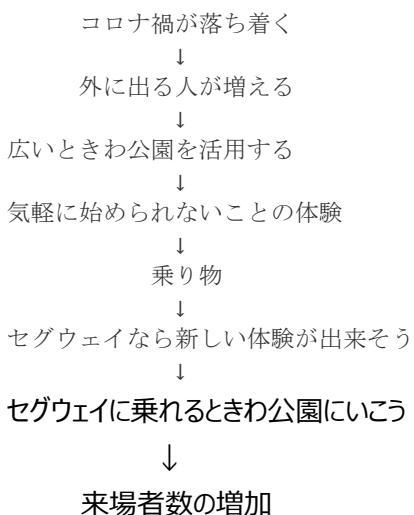 コロナ禍が落ち着く
↓
外に出る人が増える
↓
広いときわ公園を活用する
↓
気軽に始められないことの体験
↓
乗り物
↓
セグウェイなら新しい体験が出来そう
↓
セグウェイに乗れるときわ公園にいこう
↓
来場者数の増加